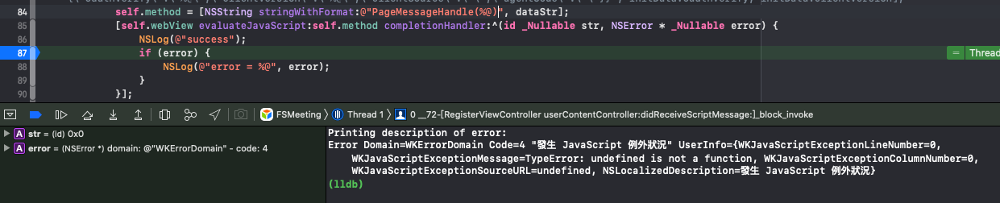 84 self.method = [NSString stringWithFormat:@"PageMessageHandle(%@)", dataStr];
85 [self.webView evaluateJavaScript:self.method completionHandler:^(id _Nullable str, NSError * _Nullable error) {
86 NSLog(@"success");
87 if (error) {
= Thread
88 NSLog(@"error = %@", error);
89 }
90 }];
FSMeeting Thread 1 0 __72-[RegisterViewController userContentController:didReceiveScriptMessage:]_block_invoke
A str = (id) 0x0
A error = (NSError *) domain: @"WKErrorDomain" - code: 4
Printing description of error:
Error Domain=WKErrorDomain Code=4 "發生 JavaScript 例外狀況" UserInfo={WKJavaScriptExceptionLineNumber=0,
WKJavaScriptExceptionMessage=TypeError: undefined is not a function, WKJavaScriptExceptionColumnNumber=0,
WKJavaScriptExceptionSourceURL=undefined, NSLocalizedDescription=發生 JavaScript 例外狀況}
(lldb)